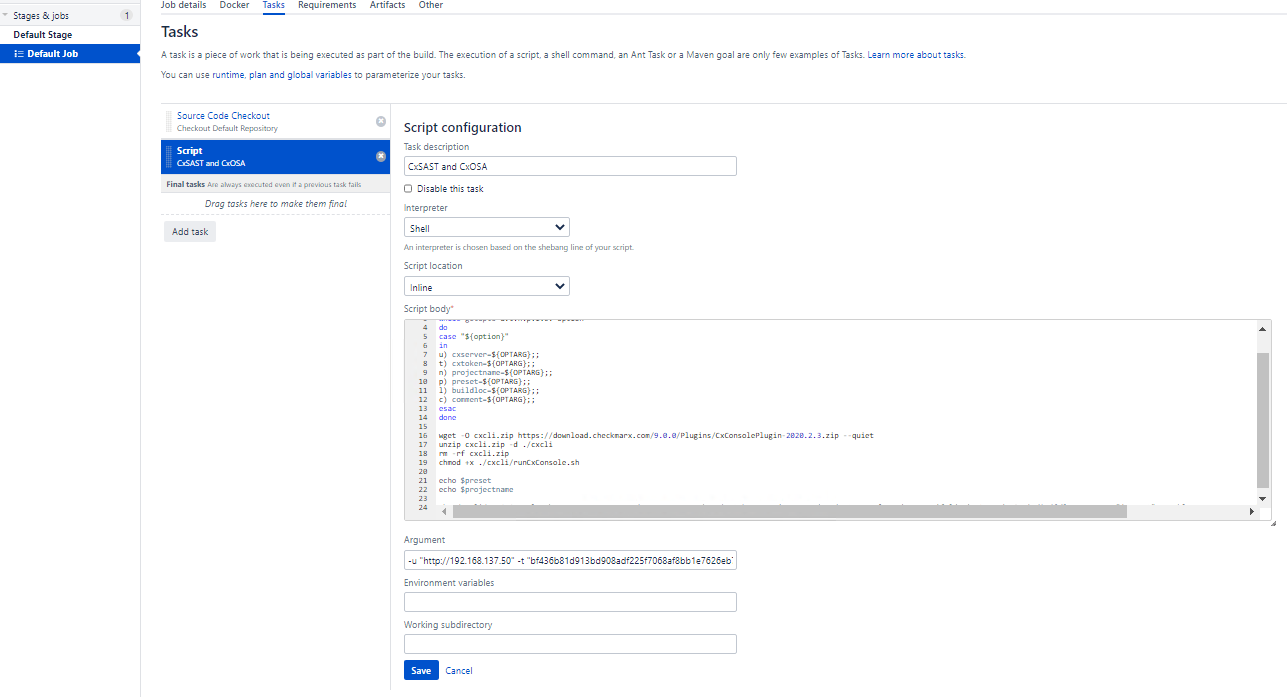 Job details Docker Tasks Requirements Artifacts Other
Stages & jobs 1
Default Stage
Default Job
Tasks
A task is a piece of work that is being executed as part of the build. The execution of a script, a shell command, an Ant Task or a Maven goal are only few examples of Tasks. Learn more about tasks.
You can use runtime, plan and global variables to parameterize your tasks.
Source Code Checkout
Checkout Default Repository
Script
CxSAST and CxOSA
Final tasks Are always executed even if a previous task fails
Drag tasks here to make them final
Add task
Script configuration
Task description
CxSAST and CxOSA
Disable this task
Interpreter
Shell
An interpreter is chosen based on the shebang line of your script.
Script location
Inline
Script body*
4 do
5 case "${option}"
6 in
7 u) cxserver=${OPTARG};;
8 t) cxtoken=${OPTARG};;
9 n) projectname=${OPTARG};;
10 p) preset=${OPTARG};;
11 l) buildloc=${OPTARG};;
12 c) comment=${OPTARG};;
13 esac
14 done
15
16 wget -O cxcli.zip https://download.checkmarx.com/9.0.0/Plugins/CxConsolePlugin-2020.2.3.zip --quiet
17 unzip cxcli.zip -d ./cxcli
18 rm -rf cxcli.zip
19 chmod +x ./cxcli/runCxConsole.sh
20
21 echo $preset
22 echo $projectname
23
24
Argument
-u "http://192.168.137.50" -t "bf436b81d913bd908adf225f7068af8bb1e7626eb
Environment variables
Working subdirectory
Save Cancel